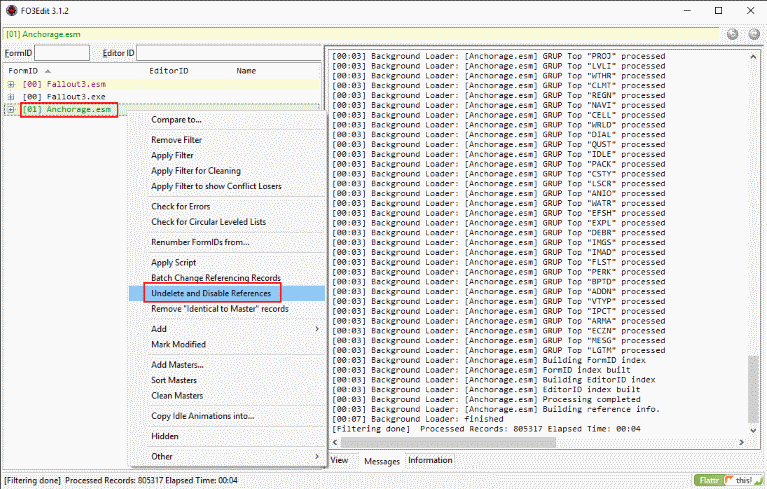 FO3Edit 3.1.2
[01] Anchorage.esm
FormID
Editor ID
FormID EditorID Name
[00] Fallout3.esm
[00] Fallout3.exe
[01] Anchorage.esm
Compare to...
Remove Filter
Apply Filter
Apply Filter for Cleaning
Apply Filter to show Conflict Losers
Check for Errors
Check for Circular Leveled Lists
Renumber FormIDs from...
Apply Script
Batch Change Referencing Records
Undelete and Disable References
Remove "Identical to Master" records
Add
Mark Modified
Add Masters...
Sort Masters
Clean Masters
Copy Idle Animations into...
Hidden
Other
[00:03] Background Loader: [Anchorage.esm] GRUP Top "PROJ" processed
[00:03] Background Loader: [Anchorage.esm] GRUP Top "LVLI" processed
[00:03] Background Loader: [Anchorage.esm] GRUP Top "WTHR" processed
[00:03] Background Loader: [Anchorage.esm] GRUP Top "CLMT" processed
[00:03] Background Loader: [Anchorage.esm] GRUP Top "REGN" processed
[00:03] Background Loader: [Anchorage.esm] GRUP Top "NAVI" processed
[00:03] Background Loader: [Anchorage.esm] GRUP Top "CELL" processed
[00:03] Background Loader: [Anchorage.esm] GRUP Top "WRLD" processed
[00:03] Background Loader: [Anchorage.esm] GRUP Top "DIAL" processed
[00:03] Background Loader: [Anchorage.esm] GRUP Top "QUST" processed
[00:03] Background Loader: [Anchorage.esm] GRUP Top "IDLE" processed
[00:03] Background Loader: [Anchorage.esm] GRUP Top "PACK" processed
[00:03] Background Loader: [Anchorage.esm] GRUP Top "CSTY" processed
[00:03] Background Loader: [Anchorage.esm] GRUP Top "LSCR" processed
[00:03] Background Loader: [Anchorage.esm] GRUP Top "ANIO" processed
[00:03] Background Loader: [Anchorage.esm] GRUP Top "WATR" processed
[00:03] Background Loader: [Anchorage.esm] GRUP Top "EFSH" processed
[00:03] Background Loader: [Anchorage.esm] GRUP Top "EXPL" processed
[00:03] Background Loader: [Anchorage.esm] GRUP Top "DEBR" processed
[00:03] Background Loader: [Anchorage.esm] GRUP Top "IMGS" processed
[00:03] Background Loader: [Anchorage.esm] GRUP Top "IMAD" processed
[00:03] Background Loader: [Anchorage.esm] GRUP Top "FLST" processed
[00:03] Background Loader: [Anchorage.esm] GRUP Top "PERK" processed
[00:03] Background Loader: [Anchorage.esm] GRUP Top "BPTD" processed
[00:03] Background Loader: [Anchorage.esm] GRUP Top "ADDN" processed
[00:03] Background Loader: [Anchorage.esm] GRUP Top "VTYP" processed
[00:03] Background Loader: [Anchorage.esm] GRUP Top "IPCT" processed
[00:03] Background Loader: [Anchorage.esm] GRUP Top "ARMA" processed
[00:03] Background Loader: [Anchorage.esm] GRUP Top "ECZN" processed
[00:03] Background Loader: [Anchorage.esm] GRUP Top "MESG" processed
[00:03] Background Loader: [Anchorage.esm] GRUP Top "LGTM" processed
[00:03] Background Loader: [Anchorage.esm] Building FormID index
[00:03] Background Loader: [Anchorage.esm] FormID index built
[00:03] Background Loader: [Anchorage.esm] Building EditorID index
[00:03] Background Loader: [Anchorage.esm] EditorID index built
[00:03] Background Loader: [Anchorage.esm] Processing completed
[00:03] Background Loader: [Anchorage.esm] Building reference info.
[00:07] Background Loader: finished
[Filtering done] Processed Records: 805317 Elapsed Time: 00:04
View Messages Information
[Filtering done] Processed Records: 805317 Elapsed Time: 00:04
Flattr this!